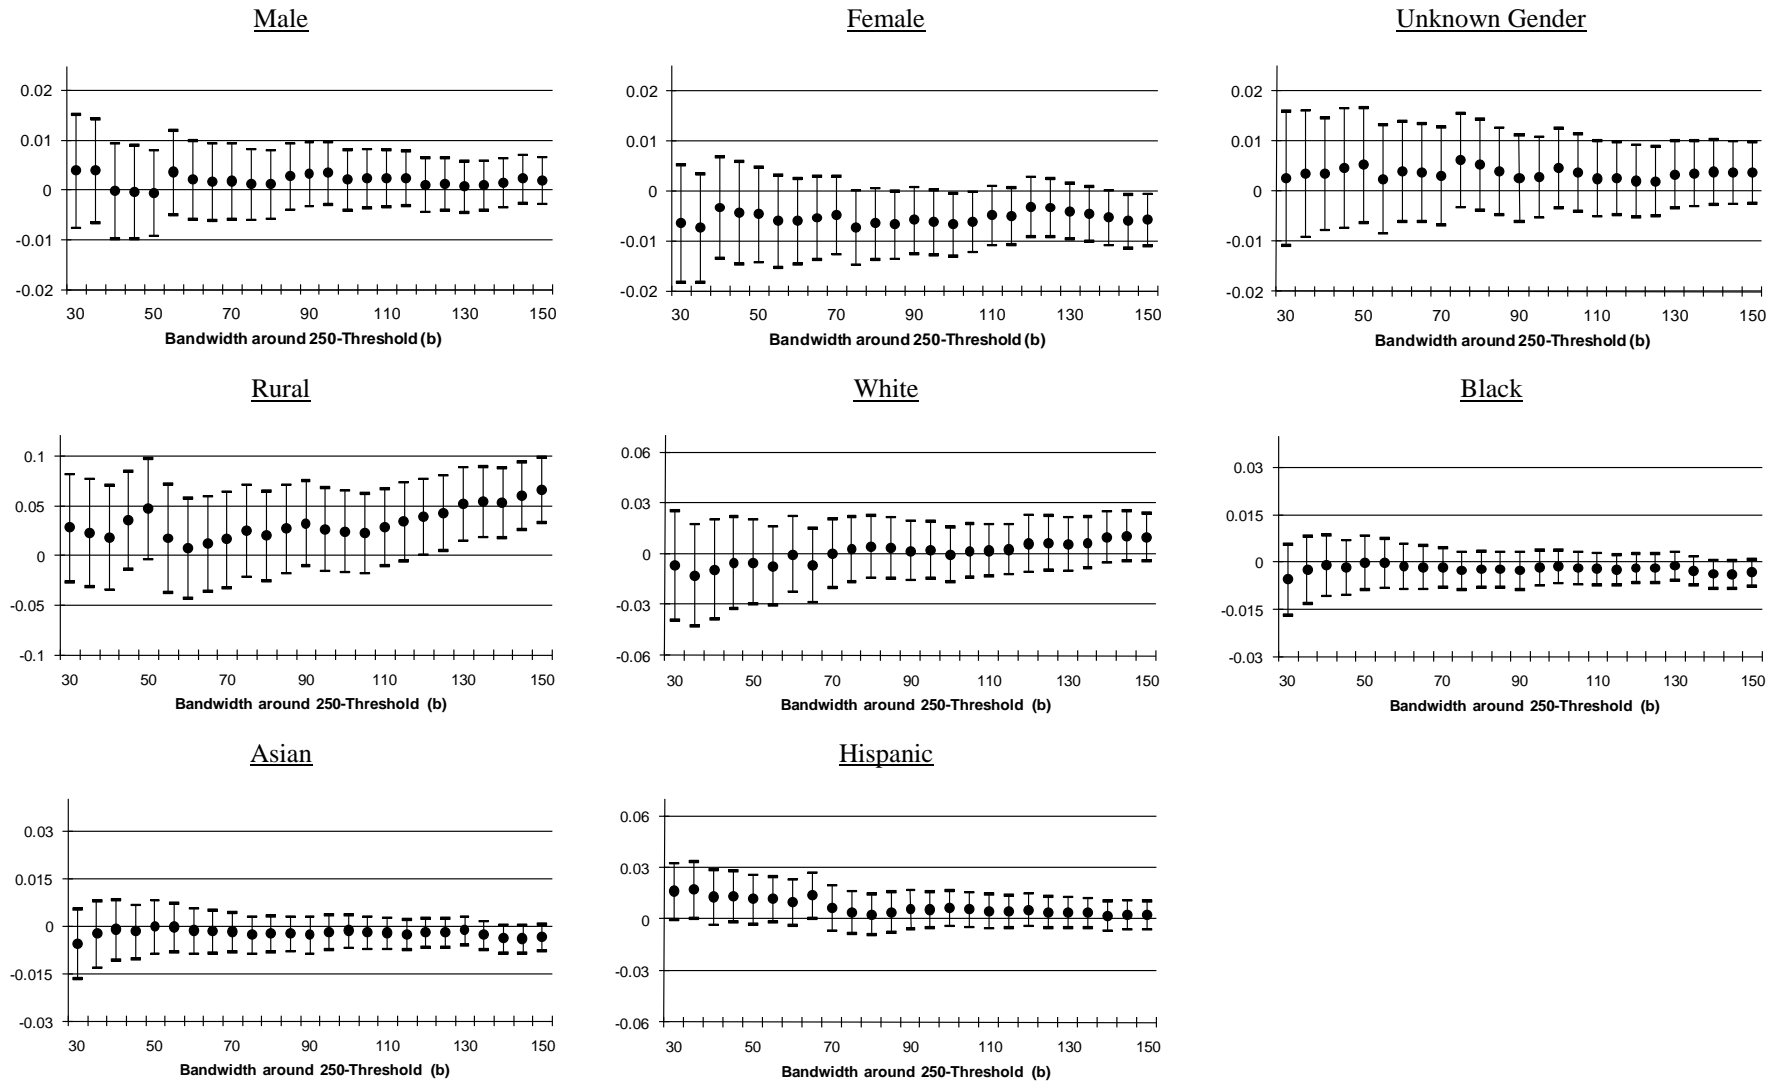 Male Female Unknown Gender
0.02 0.02 0.02
0.01 0.01 0.01
0 0 0
-0.01 -0.01 -0.01
-0.02 -0.02 -0.02
30 50 70 90 110 130 150 30 50 70 90 110 130 150 30 50 70 90 110 130 150
Bandwidth around 250-Threshold (b) Bandwidth around 250-Threshold (b) Bandwidth around 250-Threshold (b)
Rural White Black
0.1 0.06 0.03
0.05 0.03 0.015
0 0 0
-0.05 -0.03 -0.015
-0.1 -0.06 -0.03
30 50 70 90 110 130 150 30 50 70 90 110 130 150 30 50 70 90 110 130 150
Bandwidth around 250-Threshold (b) Bandwidth around 250-Threshold (b) Bandwidth around 250-Threshold (b)
Asian Hispanic
0.03 0.06
0.015 0.03
0 0
-0.015 -0.03
-0.03 -0.06
30 50 70 90 110 130 150 30 50 70 90 110 130 150
Bandwidth around 250-Threshold (b) Bandwidth around 250-Threshold (b)